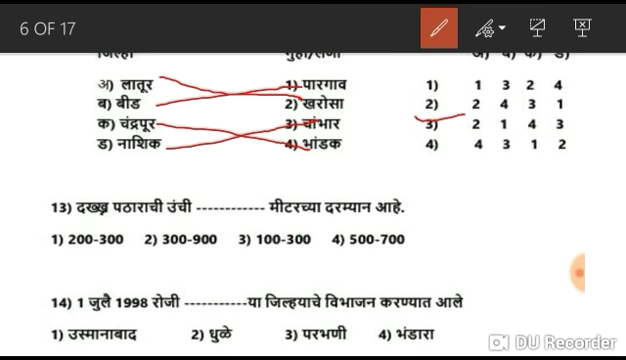 6 OF 17
जिल्हा गुहा/लेणी अ) ब) क) ड)
अ) लातूर 1) पारगाव 1) 1 3 2 4
ब) बीड 2) खरोसा 2) 2 4 3 1
क) चंद्रपूर 3) चांभार 3) 2 1 4 3
ड) नाशिक 4) भांडक 4) 4 3 1 2
13) दख्ख्न पठाराची उंची ------------ मीटरच्या दरम्यान आहे.
1) 200-300 2) 300-900 3) 100-300 4) 500-700
14) 1 जुलै 1998 रोजी -----------या जिल्हयाचे विभाजन करण्यात आले
1) उस्मानाबाद 2) धुळे 3) परभणी 4) भंडारा
DU Recorder